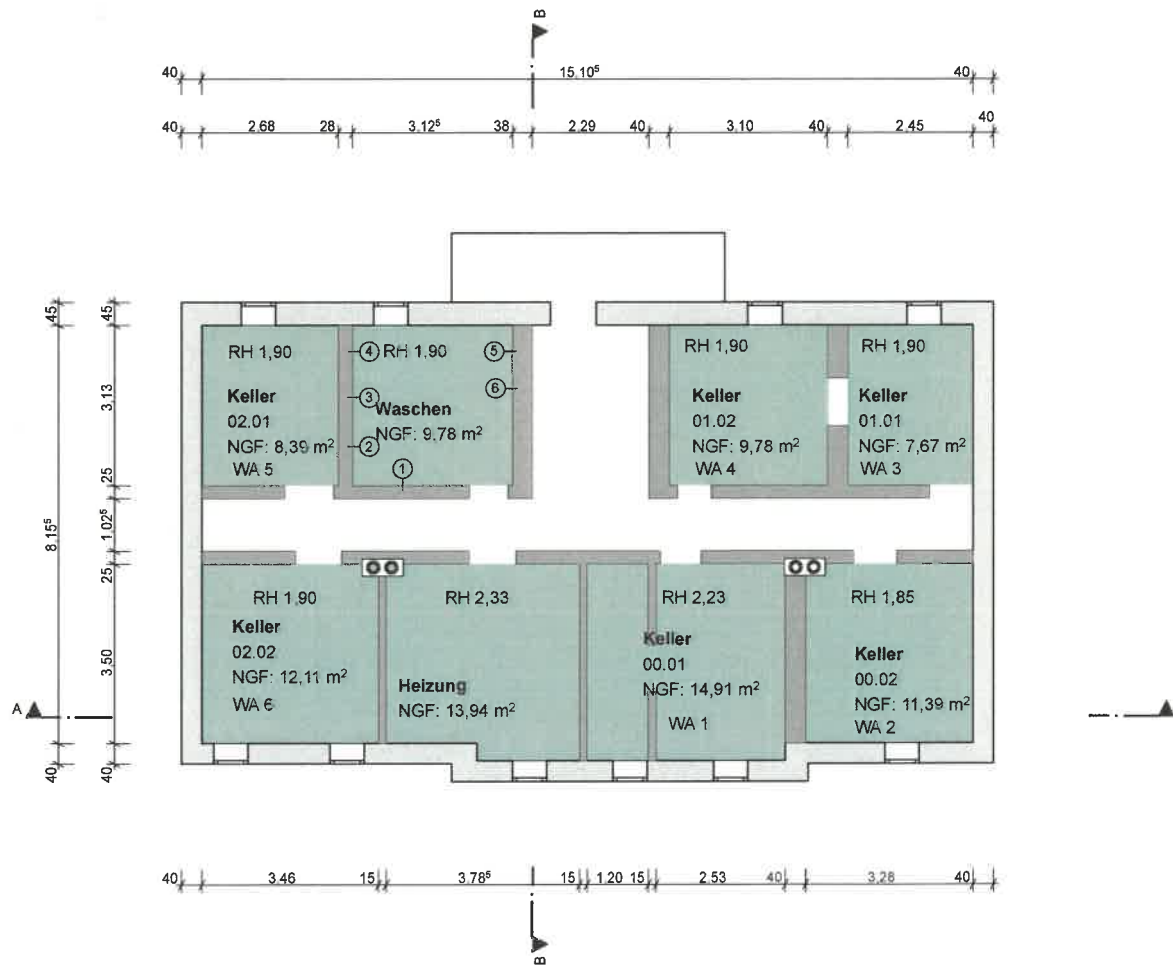 B
40 15,10⁵ 40
40 2.68 28 3.12⁵ 38 2.29 40 3.10 40 2.45 40
45 45
RH 1,90 4 RH 1,90 5 RH 1,90 RH 1,90
6
3.13
Keller 3 Keller Keller
02.01 Waschen 01.02 01.01
NGF: 8,39 m² NGF: 9,78 m² NGF: 9,78 m² NGF: 7,67 m²
2
WA 5 WA 4 WA 3
1
25
8.15⁵ 1.02⁵
25
RH 1,90 RH 2,33 RH 2,23 RH 1,85
Keller Keller
02.02 00.01 Keller
3.50
NGF: 12,11 m² Heizung NGF: 14,91 m² 00.02
WA 6 NGF: 13,94 m² WA 1 NGF: 11,39 m²
A WA 2
40 40
40 3.46 15 3.78⁵ 15 1.20 15 2.53 40 3,28 40
B